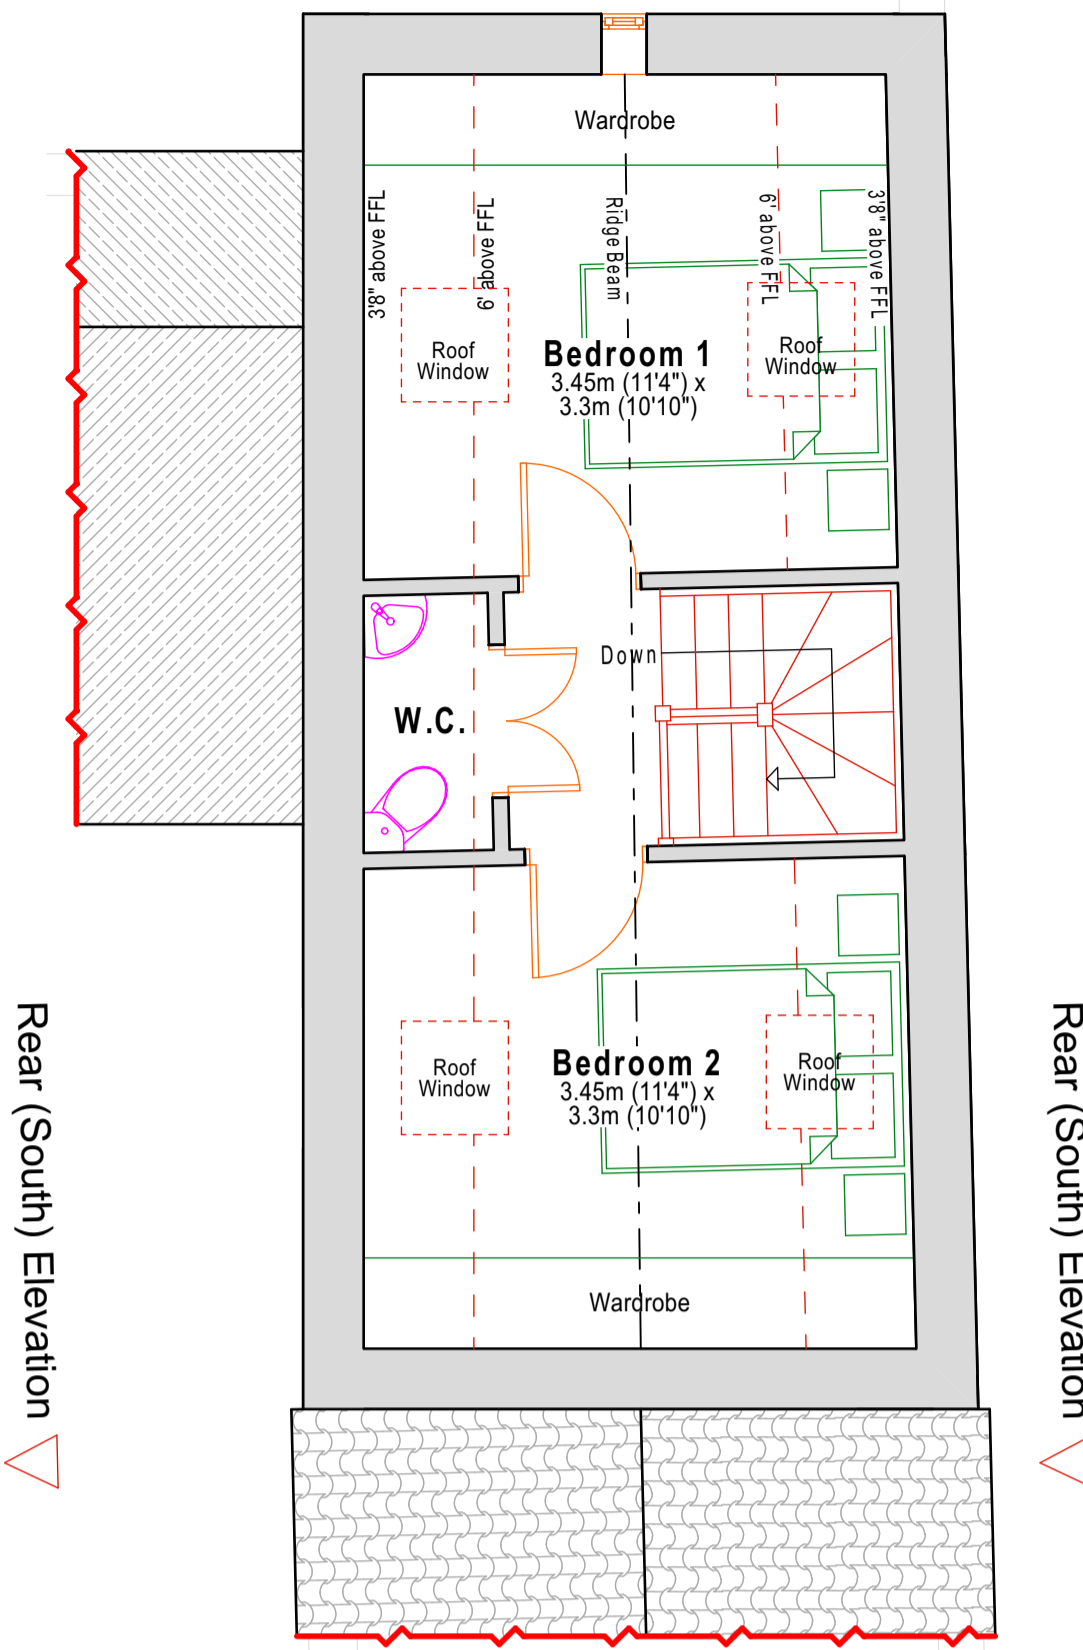 Wardrobe
3'8" above FFL
6' above FFL
Ridge Beam
6' above FFL
3'8" above FFL
Roof
Window
Bedroom 1
3.45m (11'4") x
3.3m (10'10")
Roof
Window
Down
W.C.
Rear (South) Elevation
Roof
Window
Bedroom 2
3.45m (11'4") x
3.3m (10'10")
Roof
Window
Rear (South) Elevation
Wardrobe